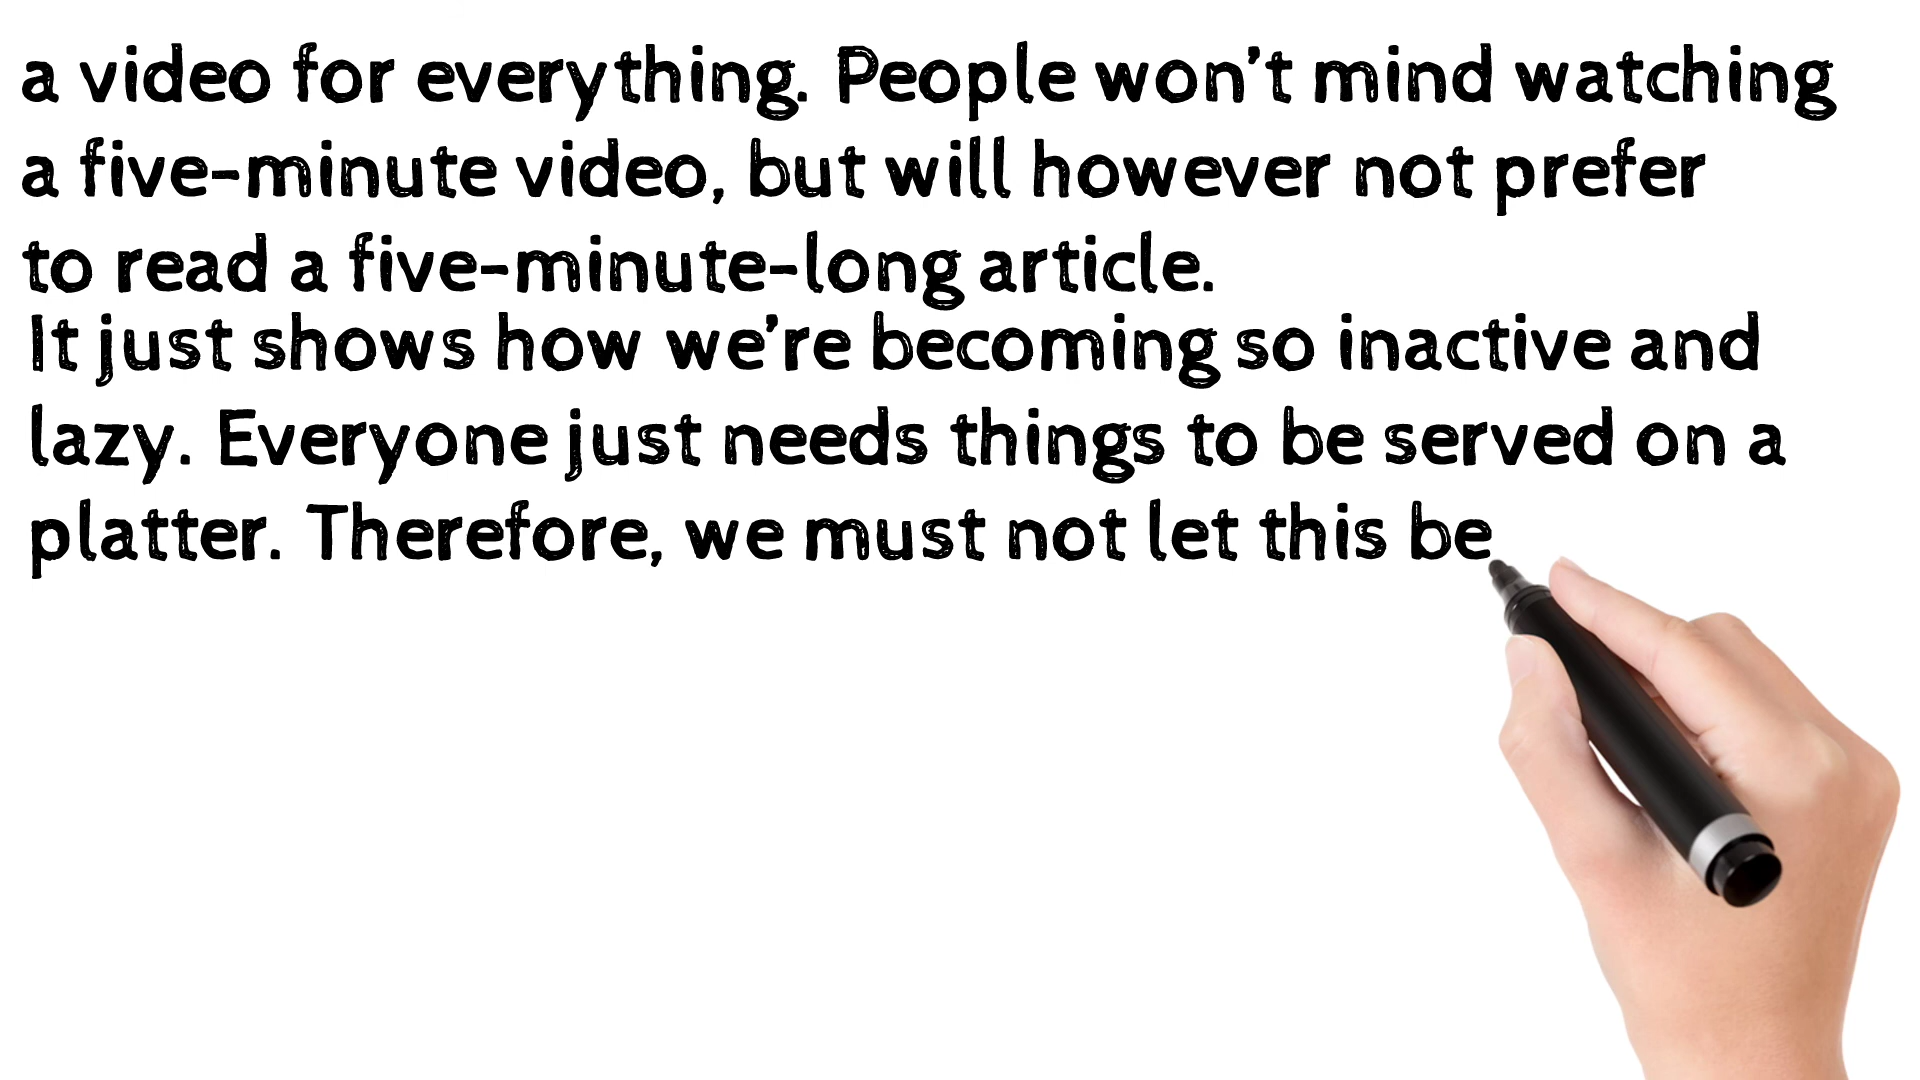 a video for everything. People won't mind watching
a five-minute video, but will however not prefer
to read a five-minute-long article.
It just shows how we're becoming so inactive and
lazy. Everyone just needs things to be served on a
platter. Therefore, we must not let this be